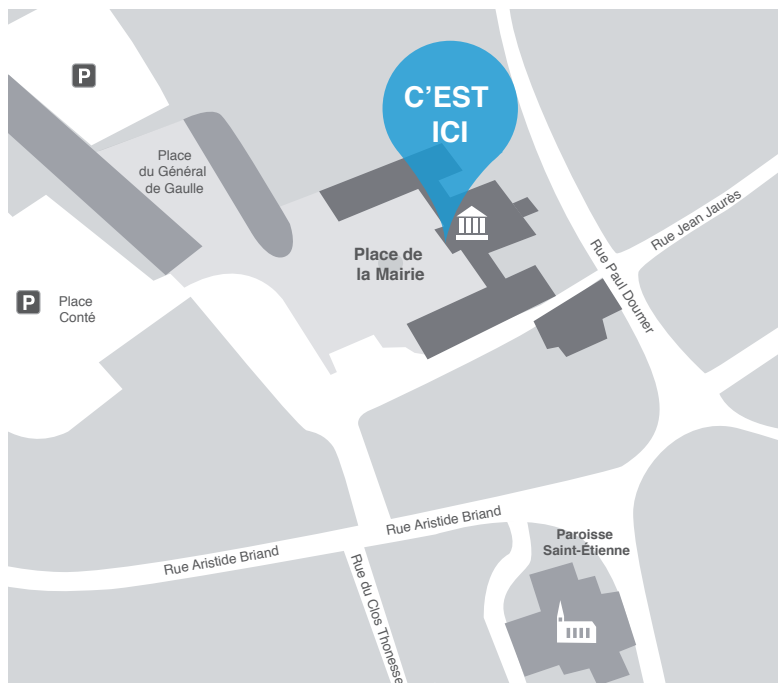 P
C’EST
ICI
Place
du Général
de Gaulle
Place de
la Mairie
Rue Jean Jaurès
Rue Paul Doumer
P
Place
Conté
Rue Aristide Briand
Rue Aristide Briand
Paroisse
Saint-Étienne
Rue du Clos Thonesse